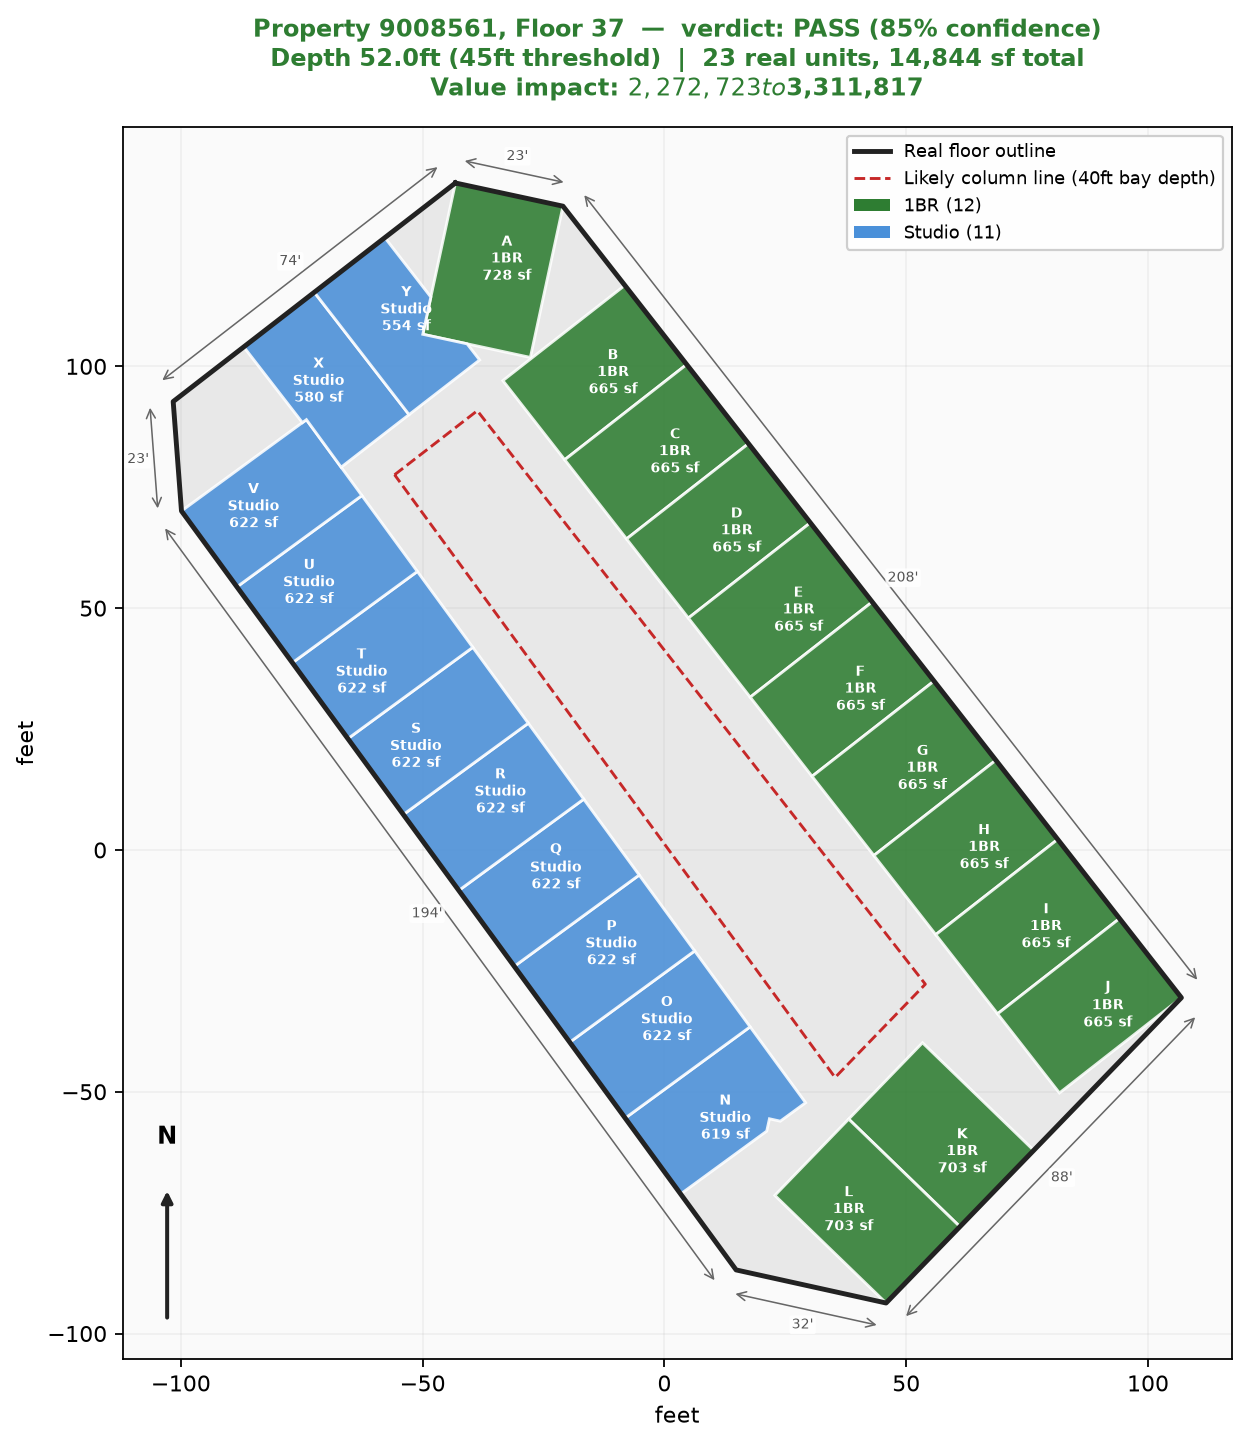 Property 9008561, Floor 37 — verdict: PASS (85% confidence)
Depth 52.0ft (45ft threshold) | 23 real units, 14,844 sf total
Value impact: 2,272,723to3,311,817
Real floor outline
Likely column line (40ft bay depth)
1BR (12)
Studio (11)
23'
74'
23'
208'
194'
88'
32'
A
1BR
728 sf
Y
Studio
554 sf
X
Studio
580 sf
B
1BR
665 sf
C
1BR
665 sf
D
1BR
665 sf
E
1BR
665 sf
F
1BR
665 sf
G
1BR
665 sf
H
1BR
665 sf
I
1BR
665 sf
J
1BR
665 sf
K
1BR
703 sf
L
1BR
703 sf
V
Studio
622 sf
U
Studio
622 sf
T
Studio
622 sf
S
Studio
622 sf
R
Studio
622 sf
Q
Studio
622 sf
P
Studio
622 sf
O
Studio
622 sf
N
Studio
619 sf
N
100
50
0
−50
−100
feet
−100
−50
0
50
100
feet